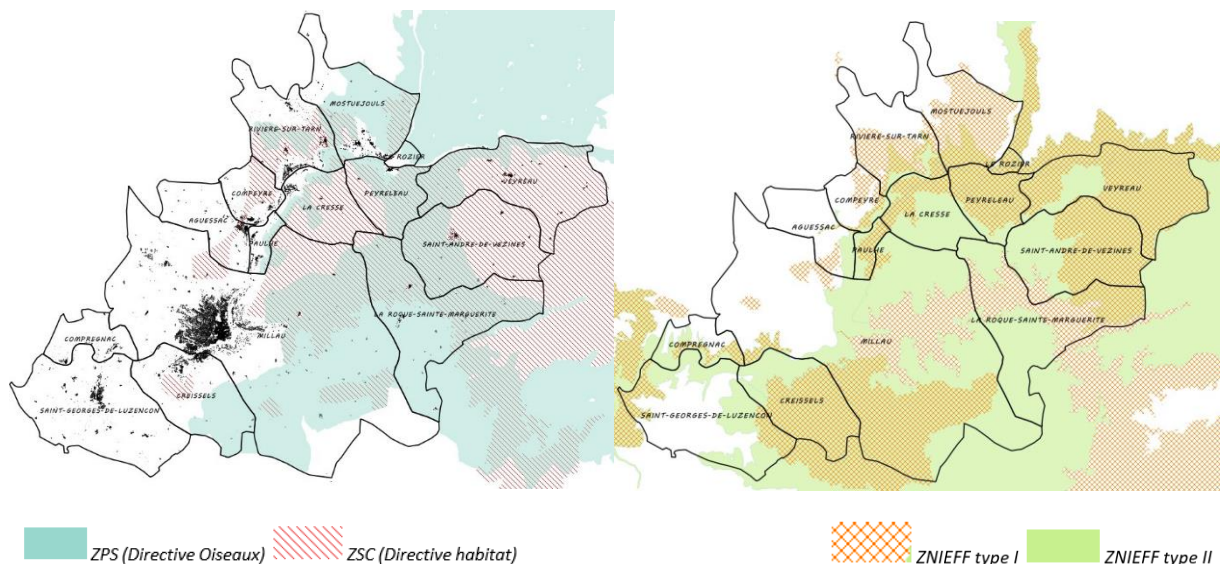 MOSTUEJOULS
RIVIERE-SUR-TARN
LE ROZIER
VEYREAU
COMPEYRE
PEYRELEAU
LA CRESSE
AGUESSAC
PAULHE
SAINT-ANDRE-DE-VEZINES
LA ROQUE-SAINTE-MARGUERITE
MILLAU
COMPREGNAC
CREISSELS
SAINT-GEORGES-DE-LUZENCON
MOSTUEJOULS
RIVIERE-SUR-TARN
LE ROZIER
VEYREAU
COMPEYRE
PEYRELEAU
LA CRESSE
AGUESSAC
PAULHE
SAINT-ANDRE-DE-VEZINES
LA ROQUE-SAINTE-MARGUERITE
MILLAU
COMPREGNAC
CREISSELS
SAINT-GEORGES-DE-LUZENCON
ZPS (Directive Oiseaux)
ZSC (Directive habitat)
ZNIEFF type I
ZNIEFF type II